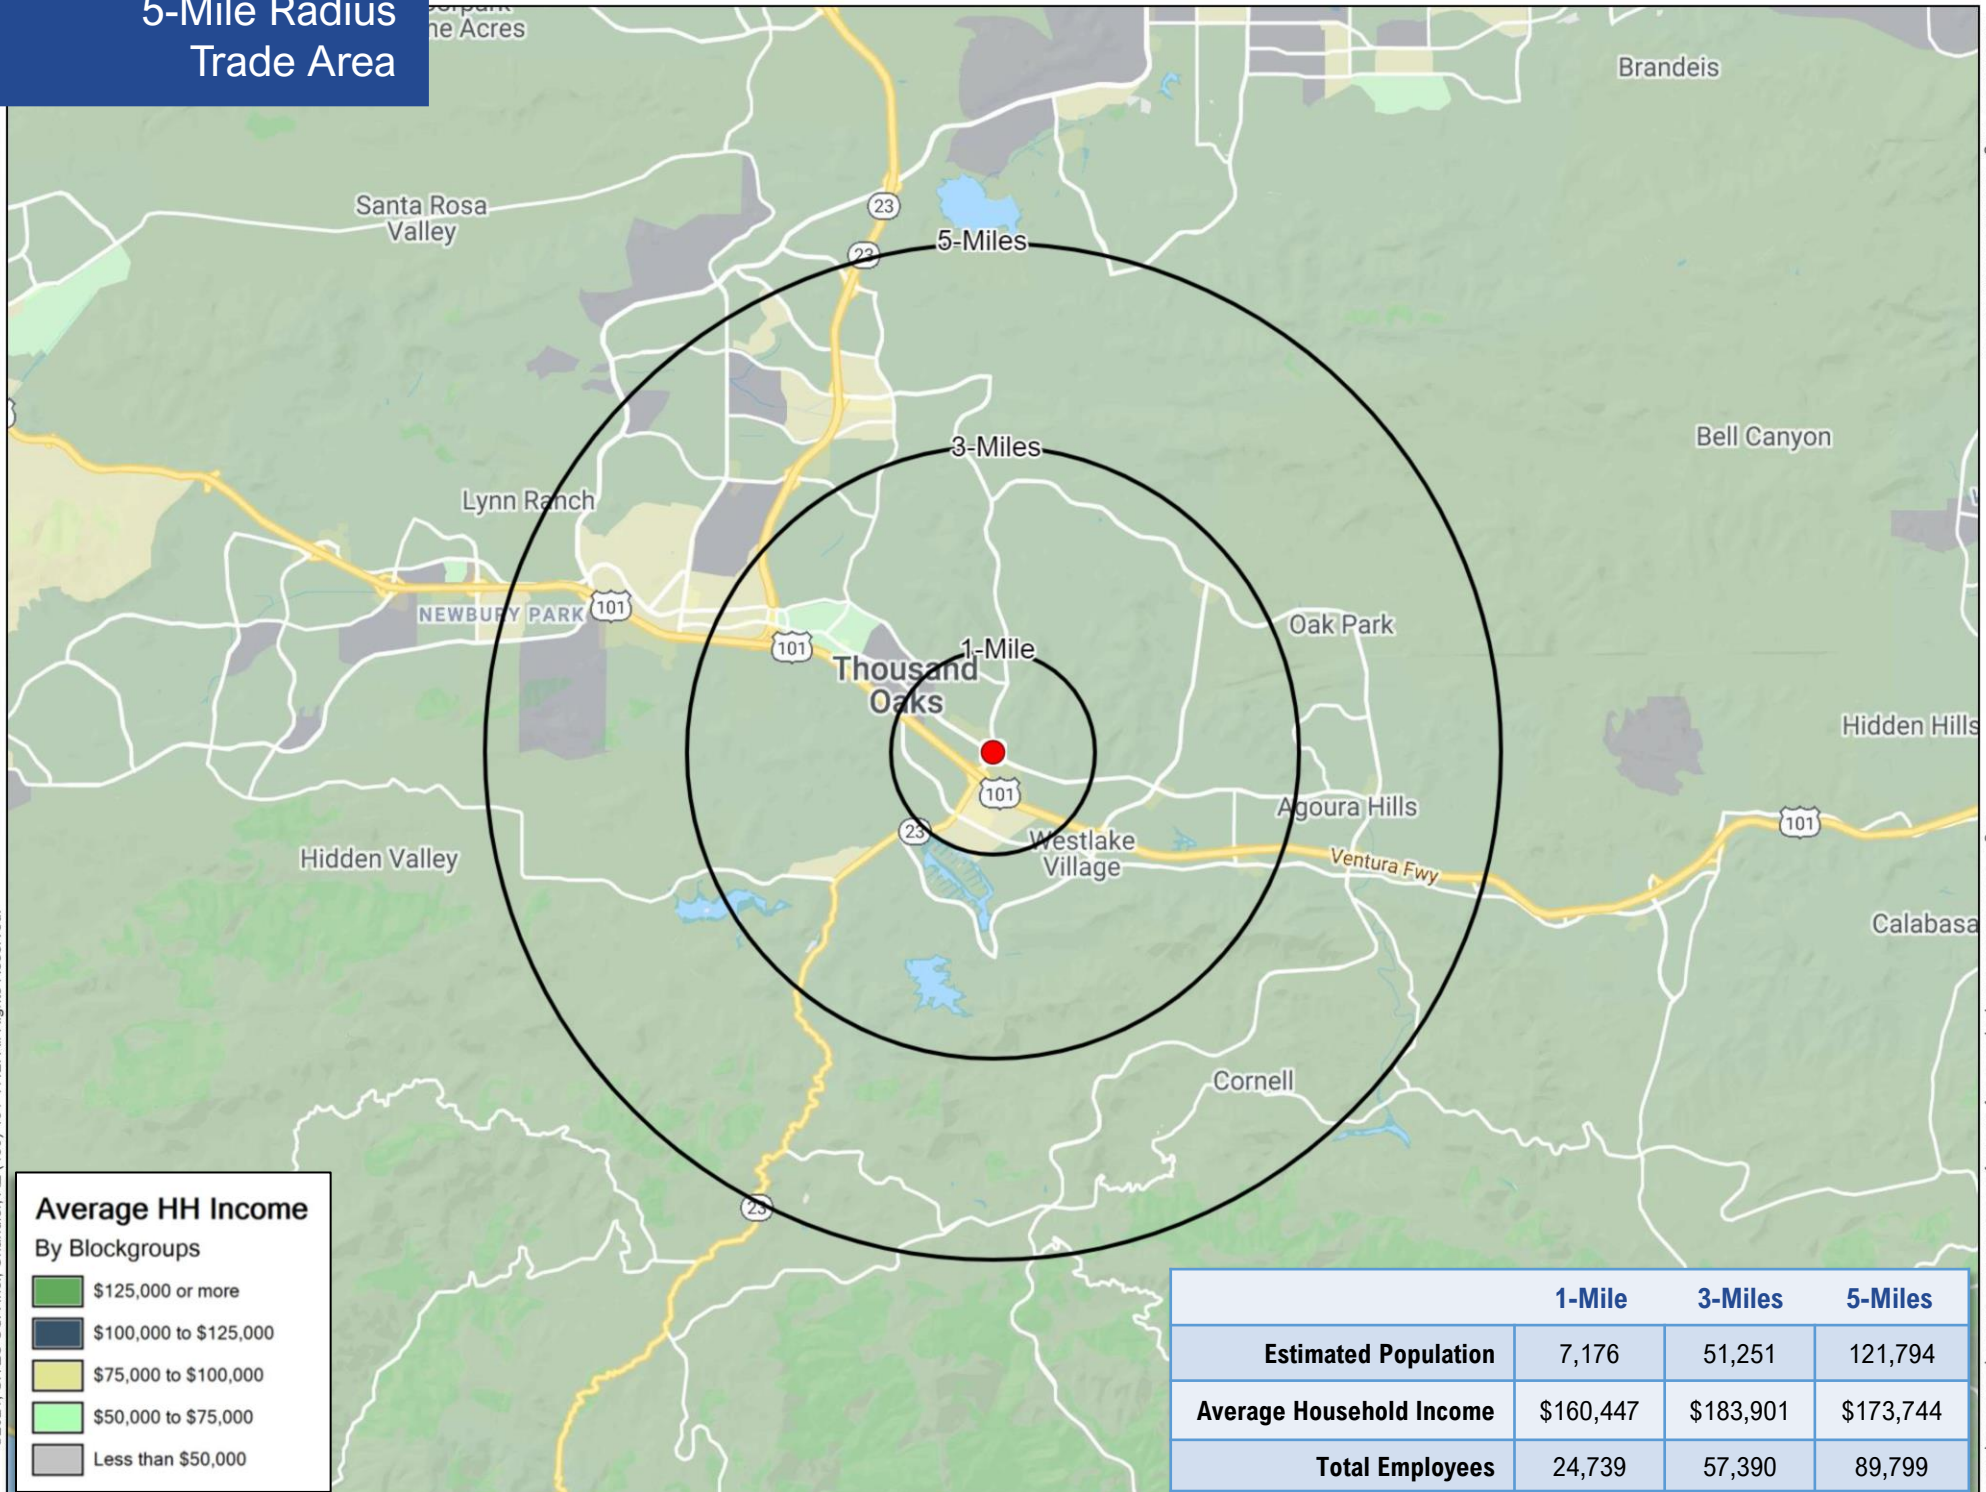 5-Mile Radius
Trade Area
ne Acres
Brandeis
Santa Rosa
Valley
23
5-Miles
23
3-Miles
Bell Canyon
Lynn Ranch
NEWBURY PARK
101
Oak Park
101
1-Mile
Thousand
Oaks
Hidden Hills
101
Agoura Hills
101
23
Westlake
Village
Hidden Valley
Ventura Fwy
Calabasa
Cornell
23
Average HH Income
By Blockgroups
$125,000 or more
$100,000 to $125,000
$75,000 to $100,000
$50,000 to $75,000
Less than $50,000
1-Mile 3-Miles 5-Miles
Estimated Population 7,176 51,251 121,794
Average Household Income $160,447 $183,901 $173,744
Total Employees 24,739 57,390 89,799